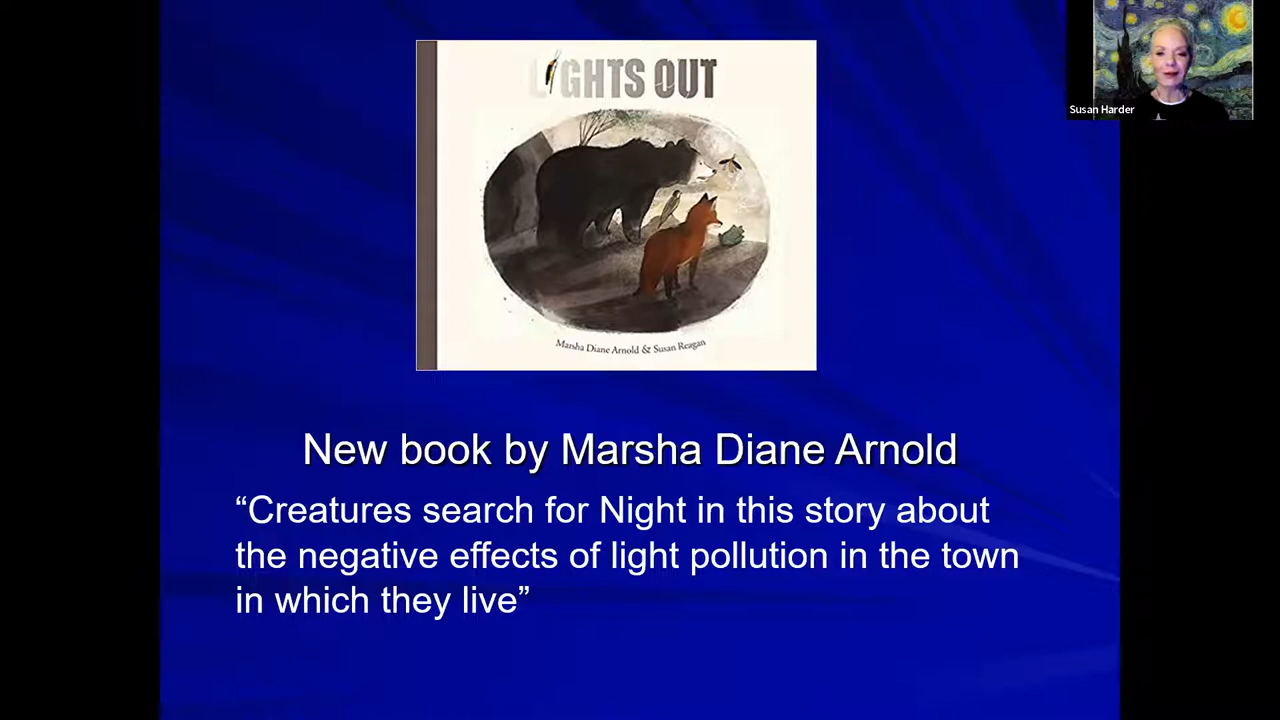 LIGHTS OUT
Marsha Diane Arnold & Susan Reagan
Susan Harder
New book by Marsha Diane Arnold
“Creatures search for Night in this story about
the negative effects of light pollution in the town
in which they live”